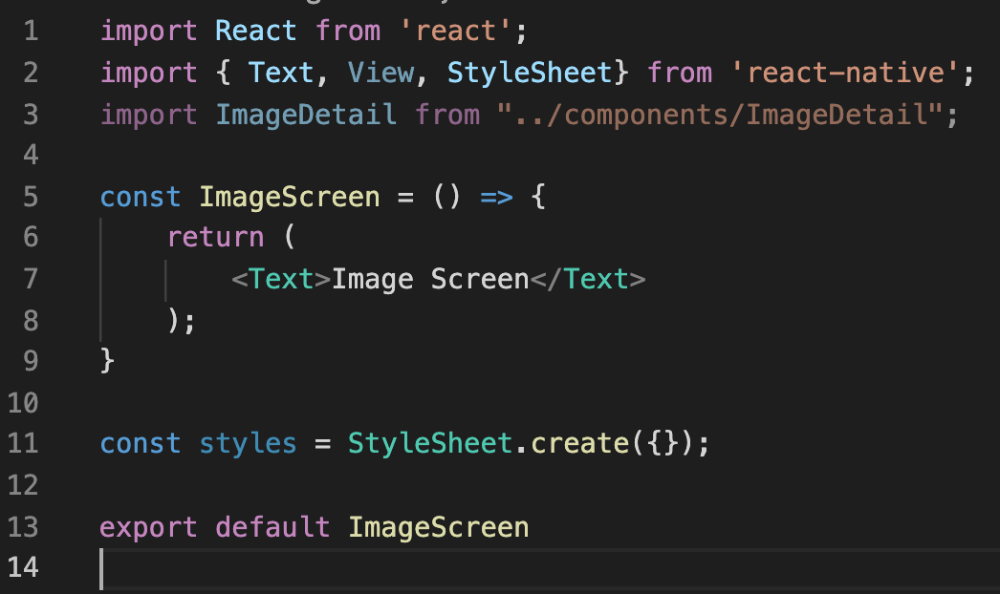 1 import React from 'react';
2 import { Text, View, StyleSheet} from 'react-native';
3 import ImageDetail from "../components/ImageDetail";
4
5 const ImageScreen = () => {
6 return (
7 <Text>Image Screen</Text>
8 );
9 }
10
11 const styles = StyleSheet.create({});
12
13 export default ImageScreen
14